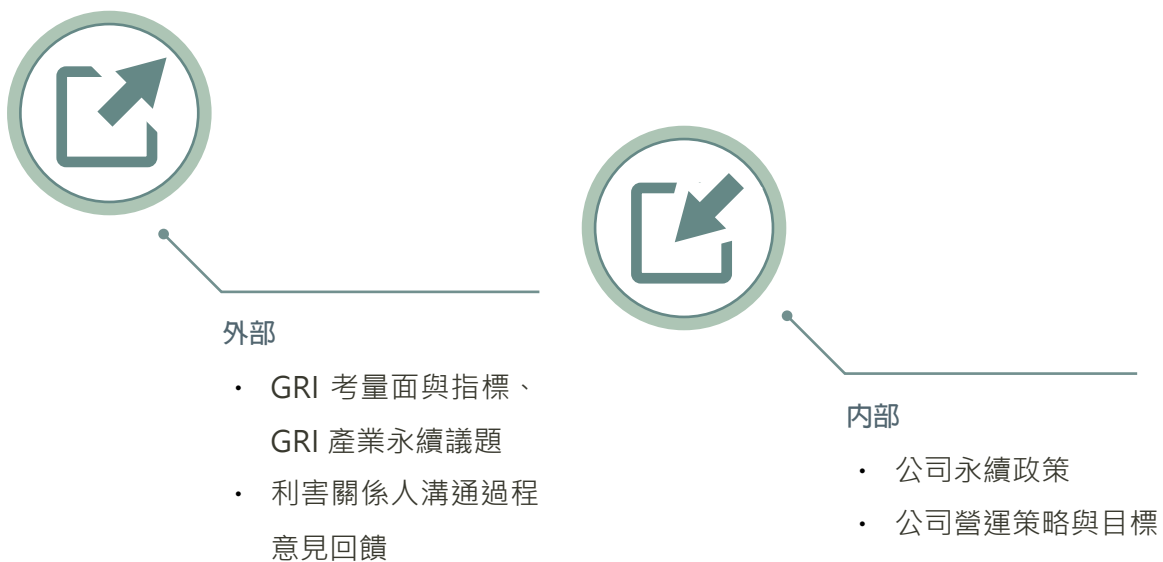 外部
· GRI 考量面與指標、
GRI 產業永續議題
· 利害關係人溝通過程
意見回饋
內部
· 公司永續政策
· 公司營運策略與目標